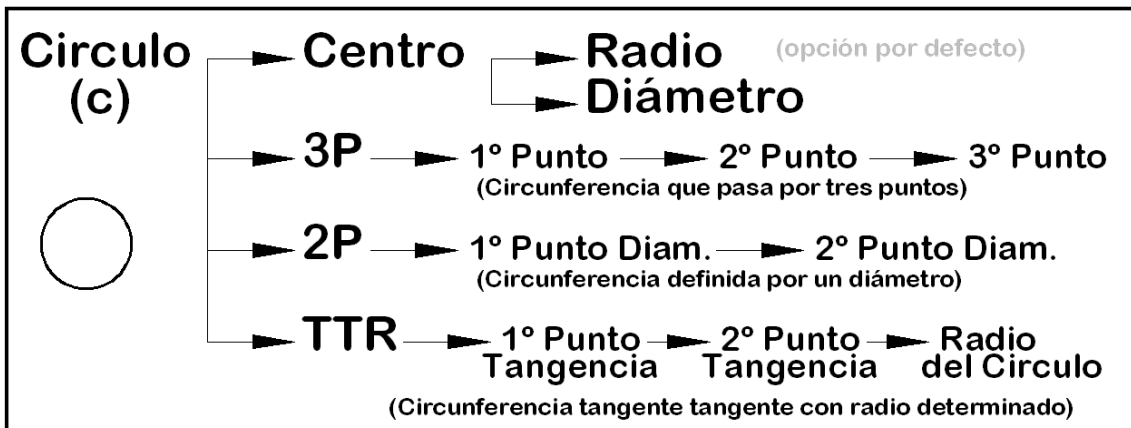 Circulo
(c)
Centro
Radio (opción por defecto)
Diámetro
3P 1º Punto 2º Punto 3º Punto
(Circunferencia que pasa por tres puntos)
2P 1º Punto Diam. 2º Punto Diam.
(Circunferencia definida por un diámetro)
TTR 1º Punto 2º Punto Radio
Tangencia Tangencia del Circulo
(Circunferencia tangente tangente con radio determinado)